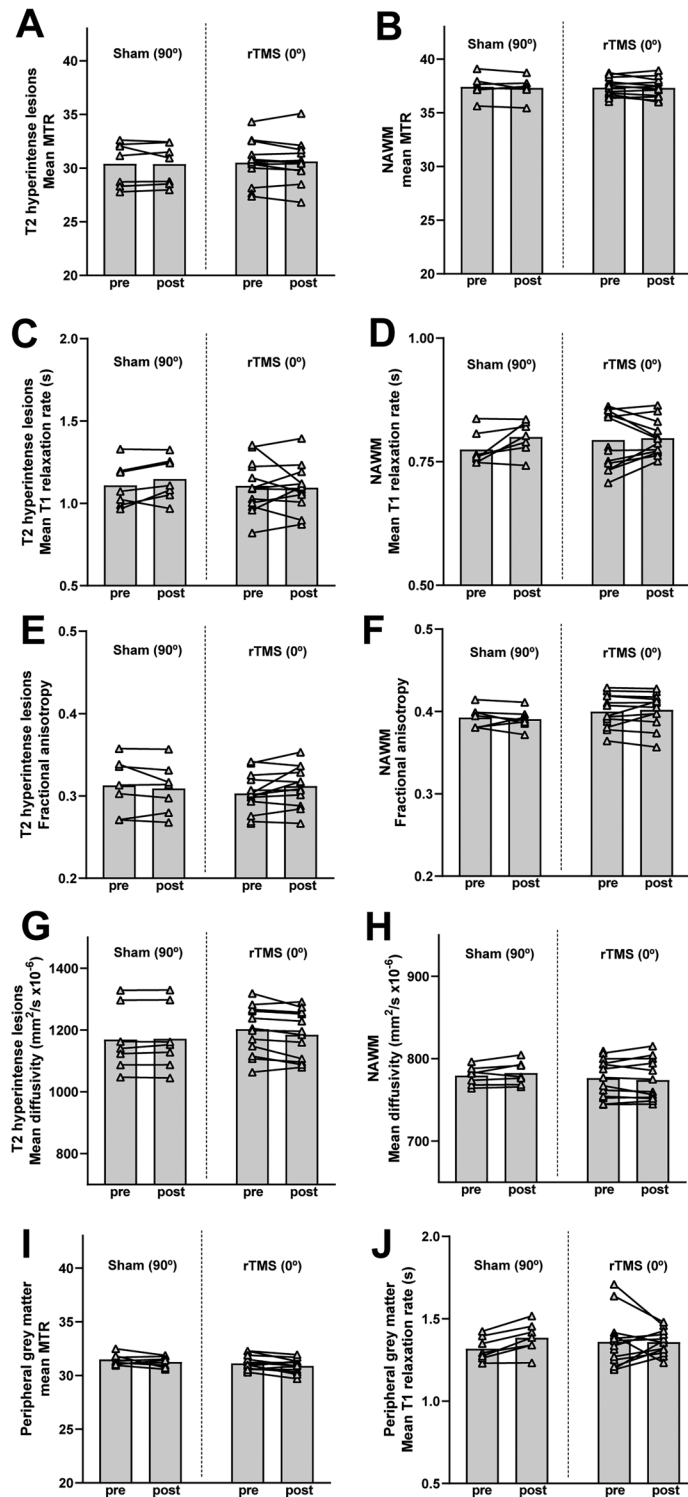 A
T2 hyperintense lesions
Mean MTR
Sham (90º)
rTMS (0º)
40
35
30
25
20
pre
post
pre
post
B
NAWM
mean MTR
Sham (90º)
rTMS (0º)
40
35
30
25
20
pre
post
pre
post
C
T2 hyperintense lesions
Mean T1 relaxation rate (s)
Sham (90º)
rTMS (0º)
2.0
1.5
1.0
0.5
pre
post
pre
post
D
NAWM
Mean T1 relaxation rate (s)
Sham (90º)
rTMS (0º)
1.00
0.75
0.50
pre
post
pre
post
E
T2 hyperintense lesions
Fractional anisotropy
Sham (90º)
rTMS (0º)
0.5
0.4
0.3
0.2
pre
post
pre
post
F
NAWM
Fractional anisotropy
Sham (90º)
rTMS (0º)
0.5
0.4
0.3
0.2
pre
post
pre
post
G
T2 hyperintense lesions
Mean diffusivity (mm²/s x10⁻⁶)
Sham (90º)
rTMS (0º)
1400
1200
1000
800
pre
post
pre
post
H
NAWM
Mean diffusivity (mm²/s x10⁻⁶)
Sham (90º)
rTMS (0º)
900
800
700
pre
post
pre
post
I
Peripheral grey matter
mean MTR
Sham (90º)
rTMS (0º)
40
35
30
25
20
pre
post
pre
post
J
Peripheral grey matter
Mean T1 relaxation rate (s)
Sham (90º)
rTMS (0º)
2.0
1.5
1.0
0.5
pre
post
pre
post